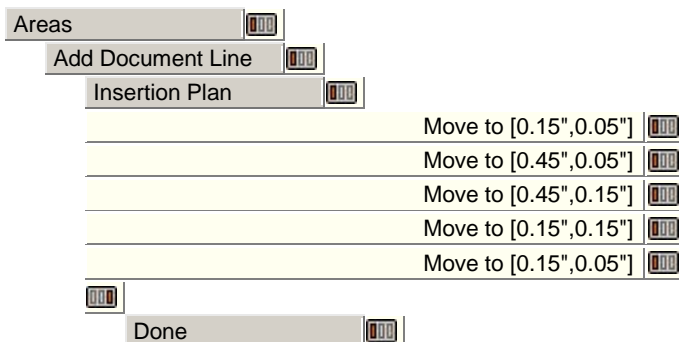 Areas
Add Document Line
Insertion Plan
Move to [0.15",0.05"]
Move to [0.45",0.05"]
Move to [0.45",0.15"]
Move to [0.15",0.15"]
Move to [0.15",0.05"]
Done